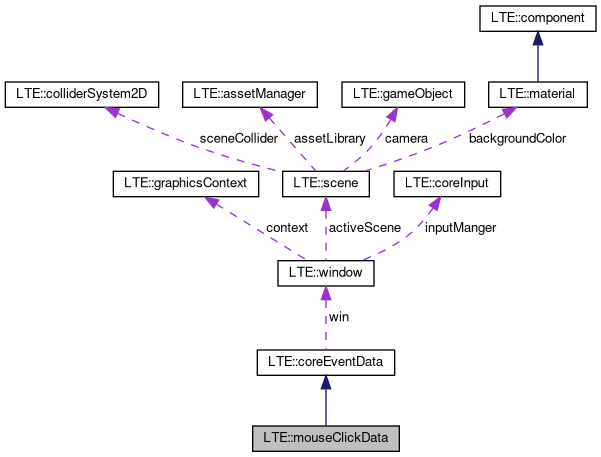 LTE::component
LTE::colliderSystem2D
LTE::assetManager
LTE::gameObject
LTE::material
sceneCollider
assetLibrary
camera
backgroundColor
LTE::graphicsContext
LTE::scene
LTE::coreInput
context
activeScene
inputManger
LTE::window
win
LTE::coreEventData
LTE::mouseClickData